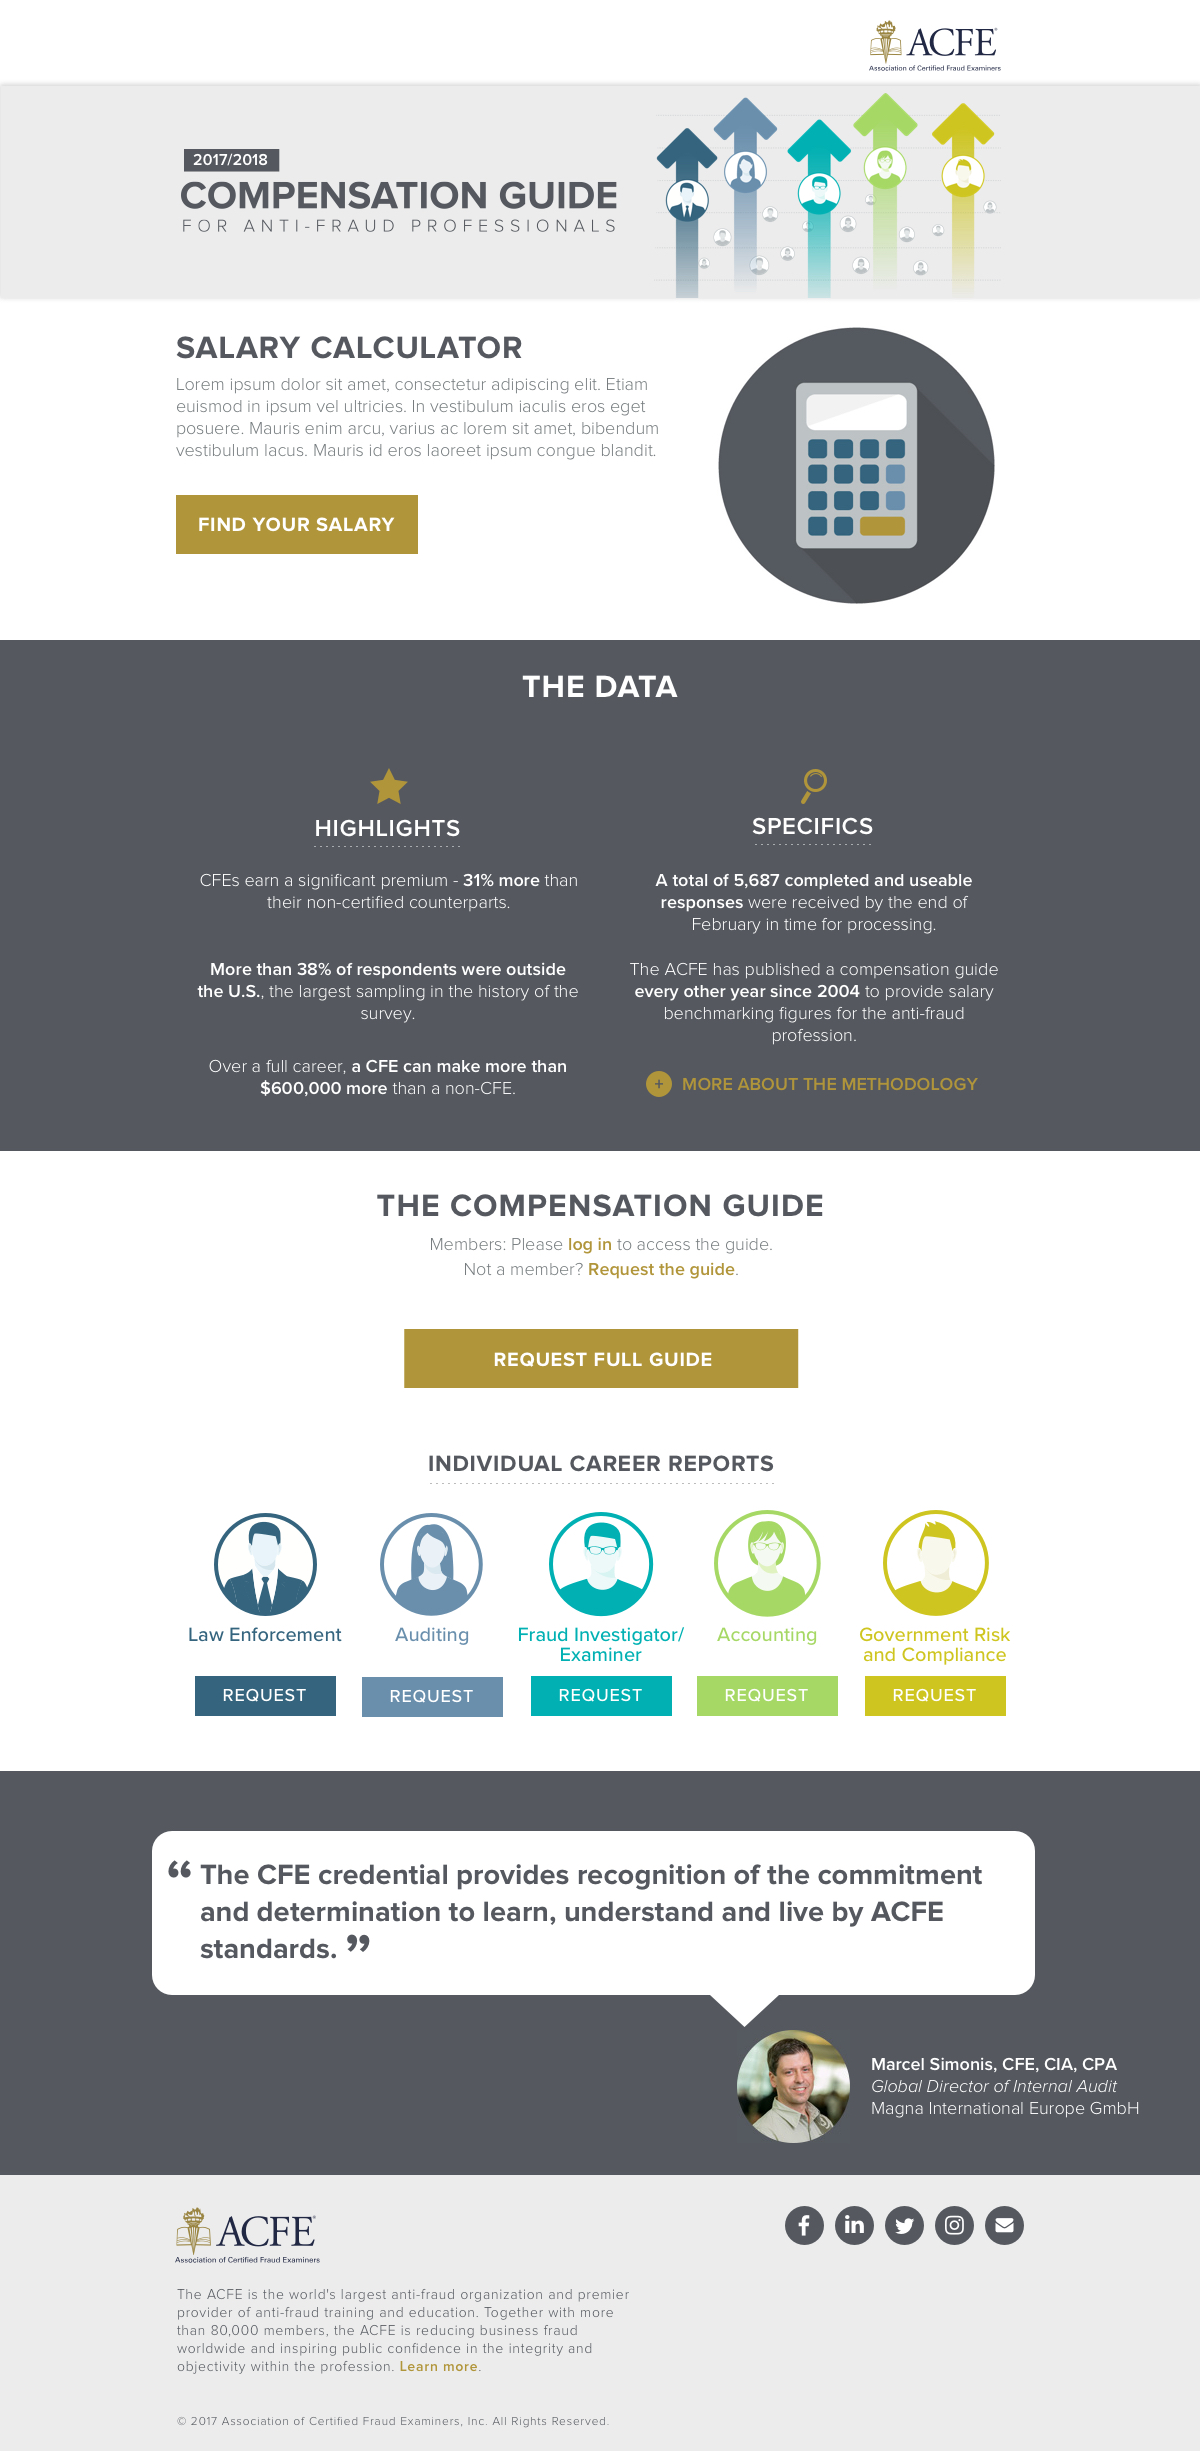 ACFE
Association of Certified Fraud Examiners
2017/2018
COMPENSATION GUIDE
FOR ANTI-FRAUD PROFESSIONALS
SALARY CALCULATOR
Lorem ipsum dolor sit amet, consectetur adipiscing elit. Etiam
euismod in ipsum vel ultricies. In vestibulum iaculis eros eget
posuere. Mauris enim arcu, varius ac lorem sit amet, bibendum
vestibulum lacus. Mauris id eros laoreet ipsum congue blandit.
FIND YOUR SALARY
THE DATA
HIGHLIGHTS
CFEs earn a significant premium - 31% more than
their non-certified counterparts.
More than 38% of respondents were outside
the U.S., the largest sampling in the history of the
survey.
Over a full career, a CFE can make more than
$600,000 more than a non-CFE.
SPECIFICS
A total of 5,687 completed and useable
responses were received by the end of
February in time for processing.
The ACFE has published a compensation guide
every other year since 2004 to provide salary
benchmarking figures for the anti-fraud
profession.
+ MORE ABOUT THE METHODOLOGY
THE COMPENSATION GUIDE
Members: Please log in to access the guide.
Not a member? Request the guide.
REQUEST FULL GUIDE
INDIVIDUAL CAREER REPORTS
Law Enforcement
REQUEST
Auditing
REQUEST
Fraud Investigator/
Examiner
REQUEST
Accounting
REQUEST
Government Risk
and Compliance
REQUEST
“ The CFE credential provides recognition of the commitment
and determination to learn, understand and live by ACFE
standards. ”
Marcel Simonis, CFE, CIA, CPA
Global Director of Internal Audit
Magna International Europe GmbH
ACFE
Association of Certified Fraud Examiners
The ACFE is the world's largest anti-fraud organization and premier
provider of anti-fraud training and education. Together with more
than 80,000 members, the ACFE is reducing business fraud
worldwide and inspiring public confidence in the integrity and
objectivity within the profession. Learn more.
© 2017 Association of Certified Fraud Examiners, Inc. All Rights Reserved.